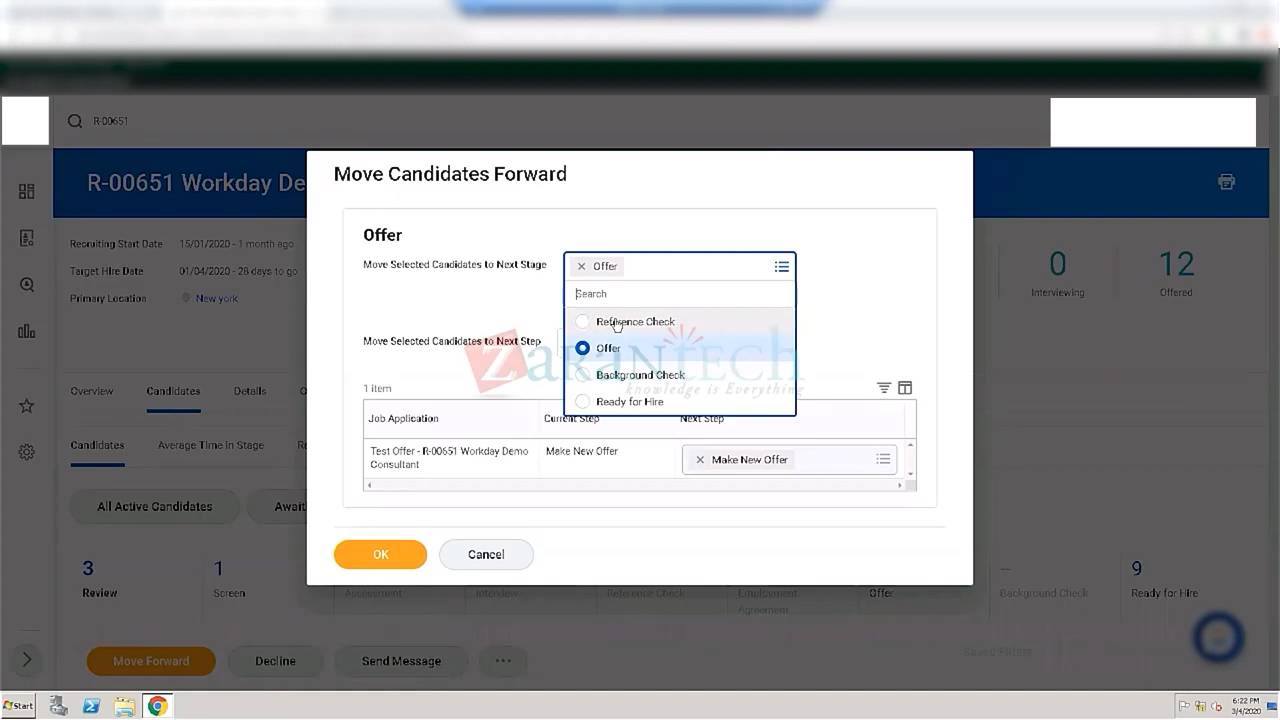 R-00651
R-00651 Workday De
Recruiting Start Date 15/01/2020 - 1 month ago
Target Hire Date 01/04/2020 - 28 days to go
Primary Location New york
0
Interviewing
12
Offered
Overview Candidates Details
Candidates Average Time in Stage
All Active Candidates
3
Review
1
Screen
Assessment
Interview
Reference Check
Employment
Agreement
Offer
--
Background Check
9
Ready for Hire
Move Forward Decline Send Message ...
Saved Filters
Move Candidates Forward
Offer
Move Selected Candidates to Next Stage
× Offer
Search
Reference Check
Offer
Background Check
Ready for Hire
Move Selected Candidates to Next Step
ZaranTech
knowledge is Everything
1 item
Job Application Current Step Next Step
Test Offer - R-00651 Workday Demo
Consultant
Make New Offer
× Make New Offer
OK Cancel
Start
6:22 PM
3/4/2020